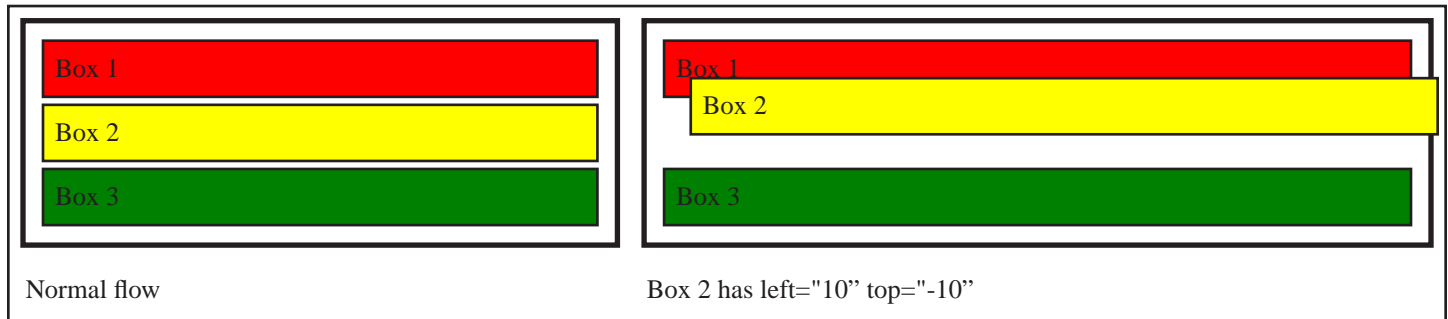 Box 1
Box 2
Box 3
Normal flow
Box 1
Box 2
Box 3
Box 2 has left="10” top="-10”